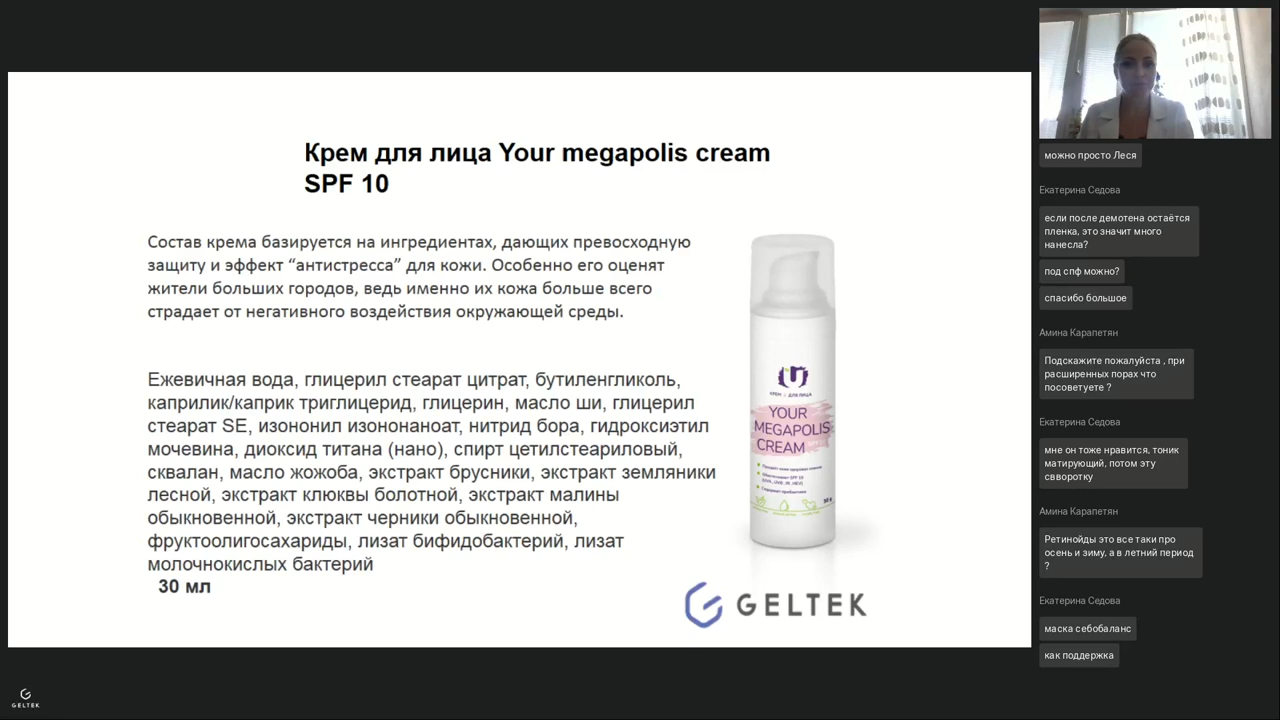 Крем для лица Your megapolis cream
SPF 10
Состав крема базируется на ингредиентах, дающих превосходную
защиту и эффект “антистресса” для кожи. Особенно его оценят
жители больших городов, ведь именно их кожа больше всего
страдает от негативного воздействия окружающей среды.
Ежевичная вода, глицерил стеарат цитрат, бутиленгликоль,
каприлик/каприк триглицерид, глицерин, масло ши, глицерил
стеарат SE, изононил изононаноат, нитрид бора, гидроксиэтил
мочевина, диоксид титана (нано), спирт цетилстеариловый,
сквалан, масло жожоба, экстракт брусники, экстракт земляники
лесной, экстракт клюквы болотной, экстракт малины
обыкновенной, экстракт черники обыкновенной,
фруктоолигосахариды, лизат бифидобактерий, лизат
молочнокислых бактерий
30 мл
КРЕМ ДЛЯ ЛИЦА
YOUR
MEGAPOLIS
CREAM
GELTEK
GELTEK
можно просто Леся
Екатерина Седова
если после демотена остаётся
пленка, это значит много
нанесла?
под спф можно?
спасибо большое
Амина Карапетян
Подскажите пожалуйста , при
расширенных порах что
посоветуете ?
Екатерина Седова
мне он тоже нравится, тоник
матирующий, потом эту
свворотку
Амина Карапетян
Ретинойды это все таки про
осень и зиму, а в летний период
?
Екатерина Седова
маска себобаланс
как поддержка